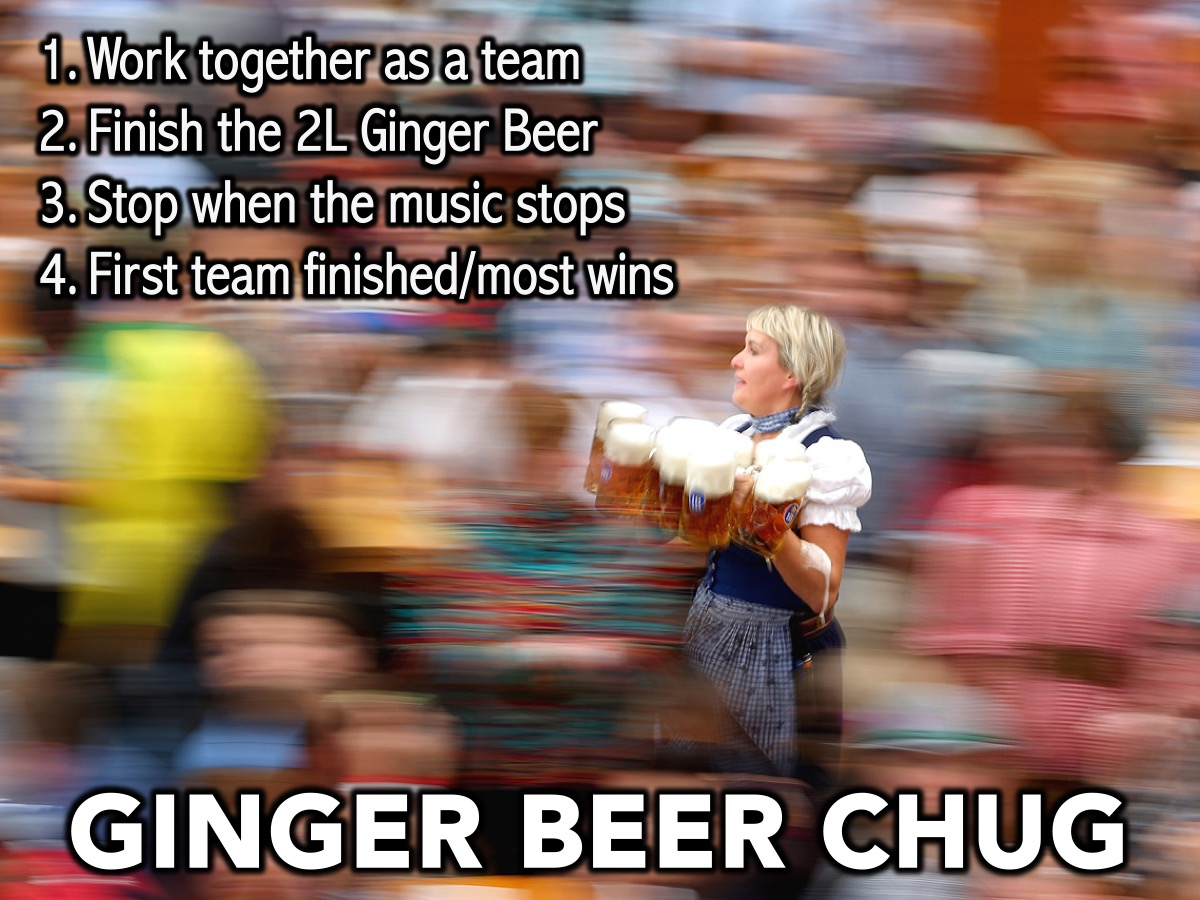 1. Work together as a team
2. Finish the 2L Ginger Beer
3. Stop when the music stops
4. First team finished/most wins
GINGER BEER CHUG